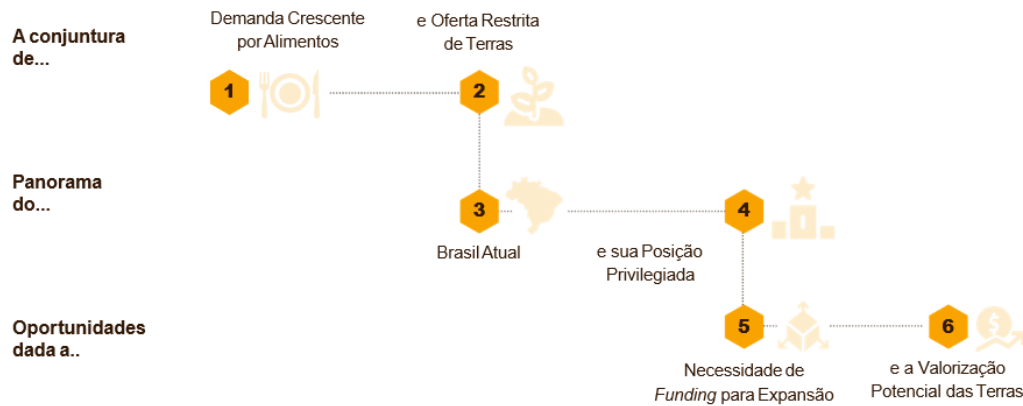 A conjuntura
de...
Demanda Crescente
por Alimentos
e Oferta Restrita
de Terras
1
2
Panorama
do...
3
4
Brasil Atual
e sua Posição
Privilegiada
Oportunidades
dada a..
5
6
Necessidade de
Funding para Expansão
e a Valorização
Potencial das Terras